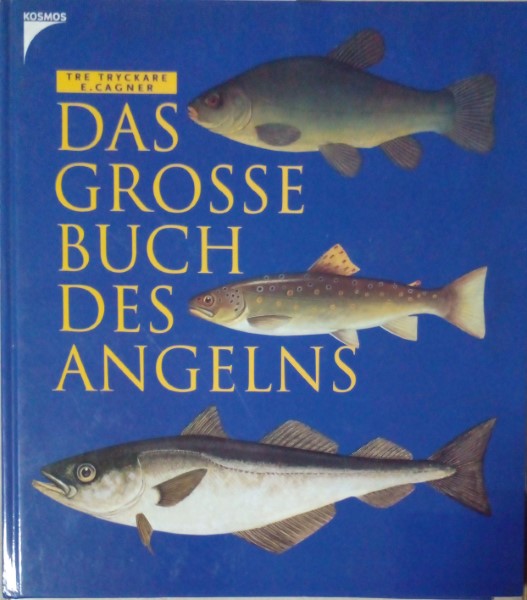 KOSMOS
TRE TRYCKARE
E. CAGNER
DAS
GROSSE
BUCH
DES
ANGELNS